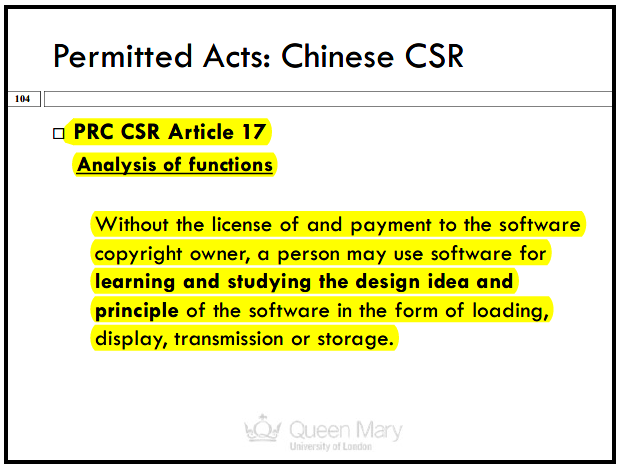 Permitted Acts: Chinese CSR
104
PRC CSR Article 17
Analysis of functions
Without the license of and payment to the software
copyright owner, a person may use software for
learning and studying the design idea and
principle of the software in the form of loading,
display, transmission or storage.
Queen Mary
University of London